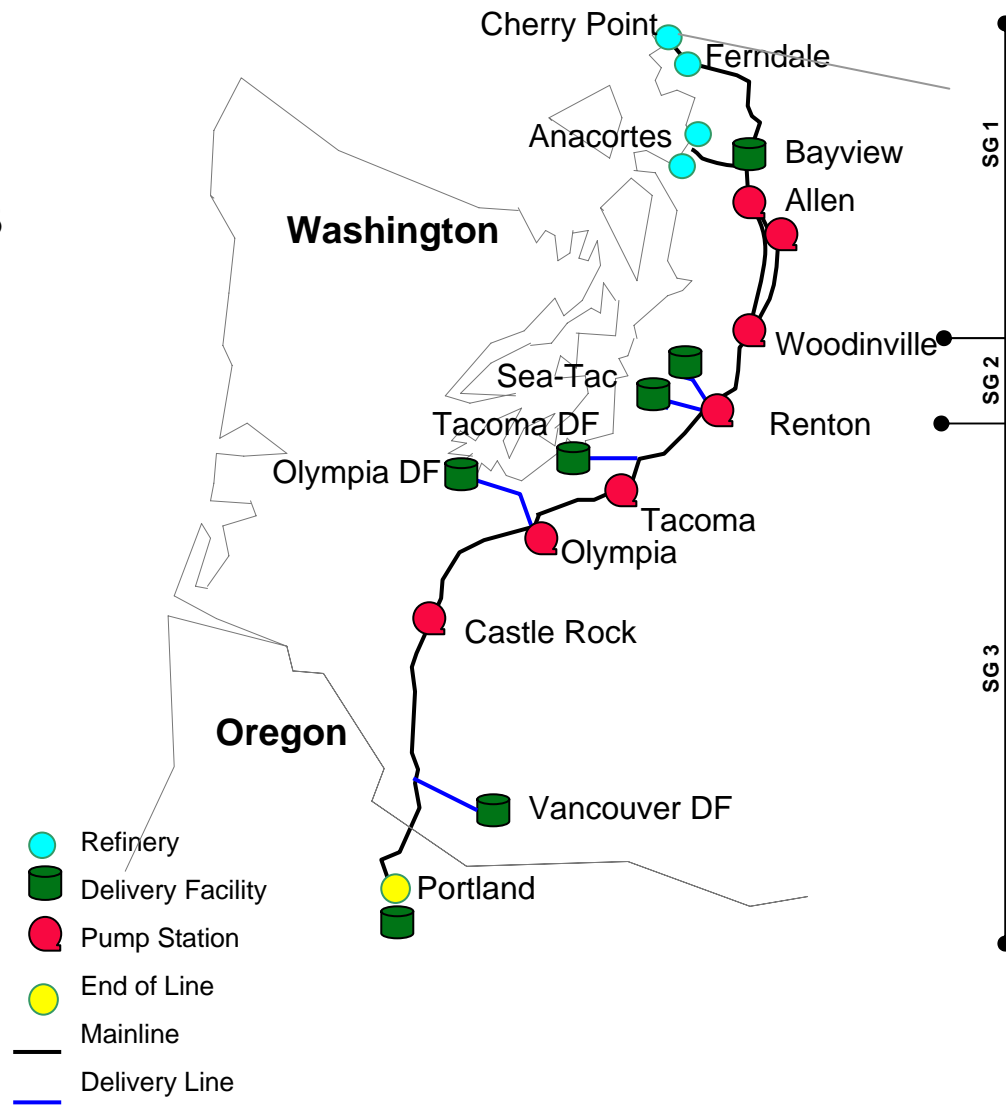 Cherry Point
Ferndale
SG 1
Anacortes
Bayview
Allen
Washington
Woodinville
SG 2
Sea-Tac
Tacoma DF
Renton
Olympia DF
Tacoma
Olympia
Castle Rock
SG 3
Oregon
Vancouver DF
Refinery
Delivery Facility
Portland
Pump Station
End of Line
Mainline
Delivery Line